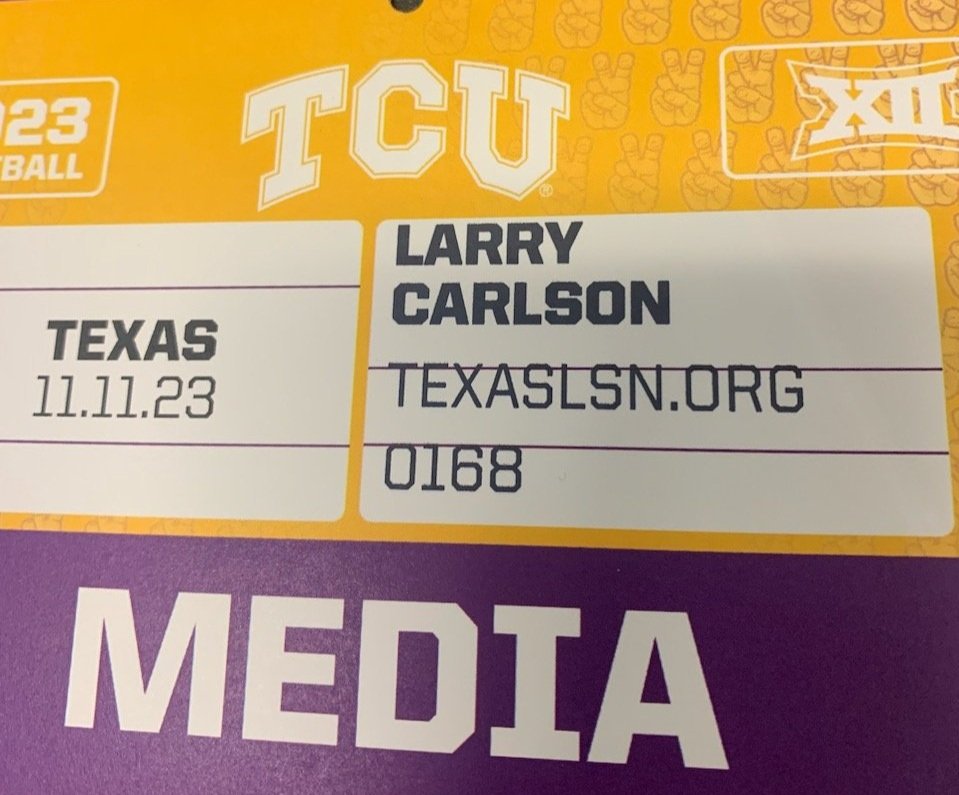 TCU®
XII
023
TBALL
TEXAS
11.11.23
LARRY
CARLSON
TEXASLSN.ORG
0168
MEDIA